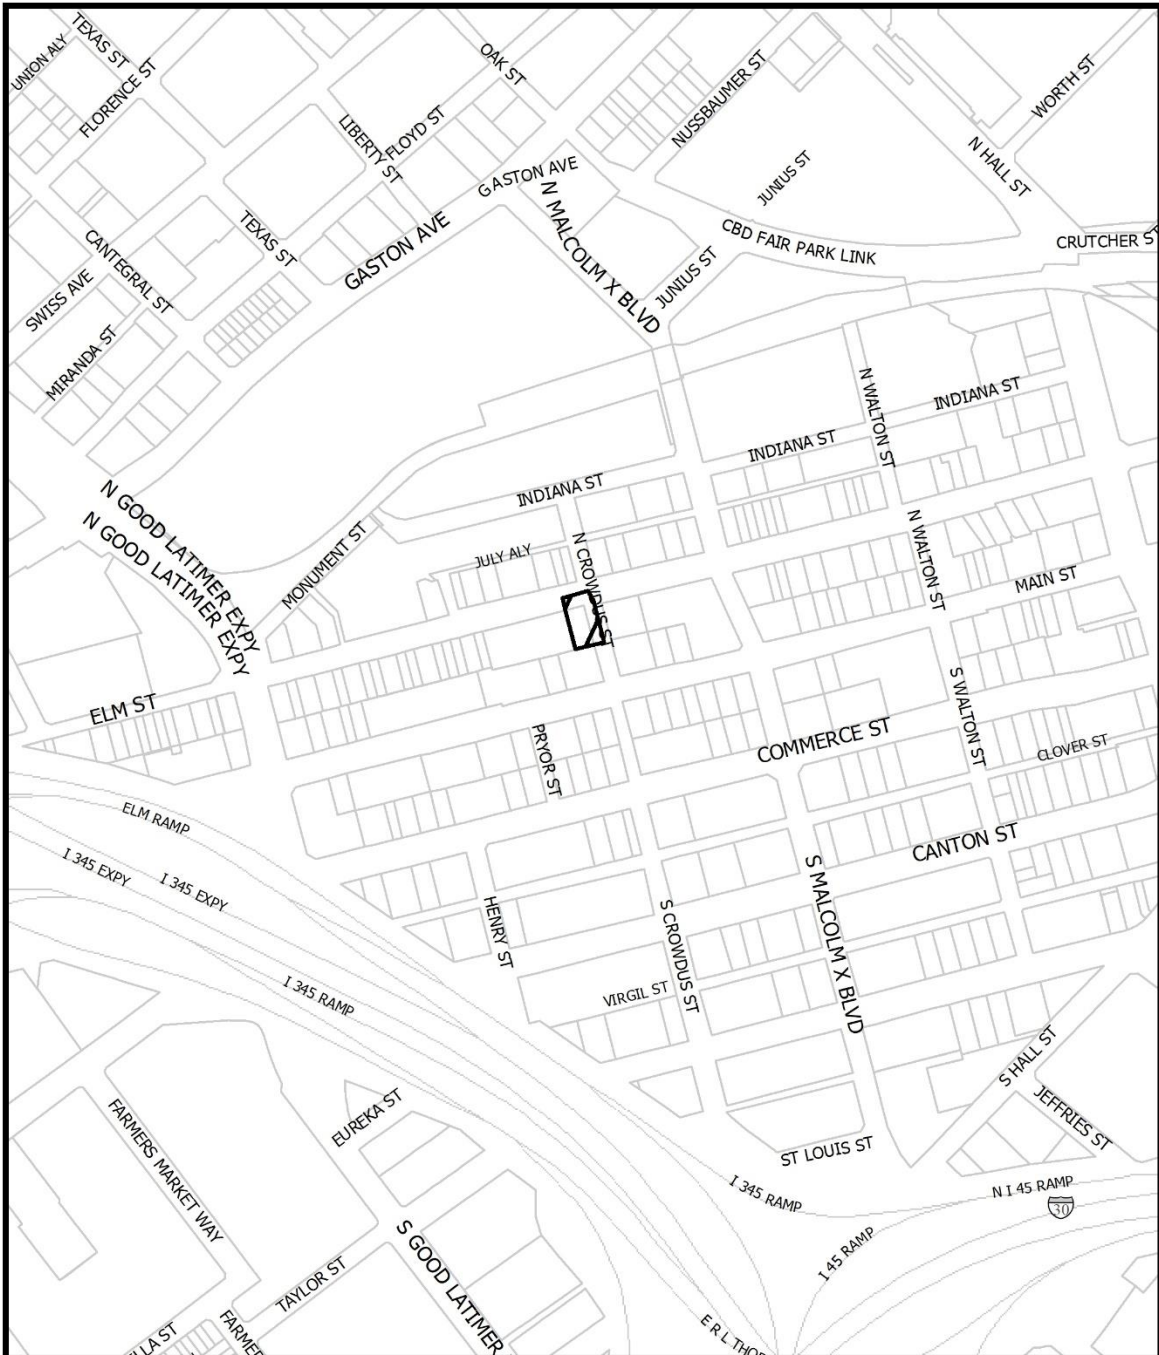 TEXAS ST
UNION ALY
FLORENCE ST
OAK ST
LIBERTY ST
FLOYD ST
NUSSBAUMER ST
WORTH ST
N HALL ST
JUNIUS ST
GASTON AVE
N MALCOLM X BLVD
CBD FAIR PARK LINK
CRUTCHER ST
TEXAS ST
GASTON AVE
CANTEGRAL ST
SWISS AVE
JUNIUS ST
MIRANDA ST
N WALTON ST
INDIANA ST
INDIANA ST
INDIANA ST
N GOOD LATIMER EXPY
N GOOD LATIMER EXPY
MONUMENT ST
JULY ALY
N CROWDUS ST
N WALTON ST
MAIN ST
ELM ST
S WALTON ST
PRYOR ST
COMMERCE ST
CLOVER ST
ELM RAMP
CANTON ST
I 345 EXPY
I 345 EXPY
HENRY ST
S CROWDUS ST
S MALCOLM X BLVD
I 345 RAMP
VIRGIL ST
S HALL ST
JEFFRIES ST
EUREKA ST
FARMERS MARKET WAY
ST LOUIS ST
I 345 RAMP
N I 45 RAMP
30
I 45 RAMP
S GOOD LATIMER
TAYLOR ST
FARMER
LLA ST
E R L THOR